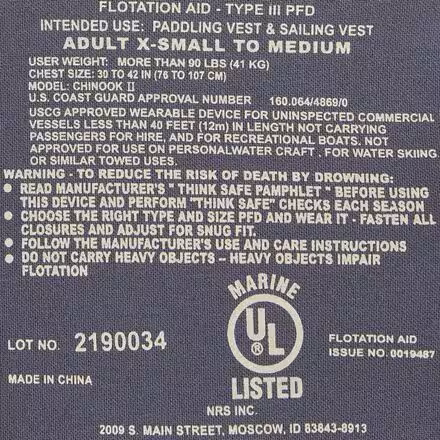 FLOTATION AID - TYPE III PFD
INTENDED USE: PADDLING VEST & SAILING VEST
ADULT X-SMALL TO MEDIUM
USER WEIGHT: MORE THAN 90 LBS (41 KG)
CHEST SIZE: 30 TO 42 IN (76 TO 107 CM)
MODEL: CHINOOK II
U.S. COAST GUARD APPROVAL NUMBER 160.064/4869/0
USCG APPROVED WEARABLE DEVICE FOR UNINSPECTED COMMERCIAL
VESSELS LESS THAN 40 FEET (12m) IN LENGTH NOT CARRYING
PASSENGERS FOR HIRE, AND FOR RECREATIONAL BOATS. NOT
APPROVED FOR USE ON PERSONALWATER CRAFT , FOR WATER SKIING
OR SIMILAR TOWED USES.
WARNING - TO REDUCE THE RISK OF DEATH BY DROWNING:
● READ MANUFACTURER'S " THINK SAFE PAMPHLET " BEFORE USING
THIS DEVICE AND PERFORM "THINK SAFE" CHECKS EACH SEASON
● CHOOSE THE RIGHT TYPE AND SIZE PFD AND WEAR IT - FASTEN ALL
CLOSURES AND ADJUST FOR SNUG FIT.
● FOLLOW THE MANUFACTURER'S USE AND CARE INSTRUCTIONS
● DO NOT CARRY HEAVY OBJECTS – HEAVY OBJECTS IMPAIR
FLOTATION
MARINE
UL ®
LISTED
LOT NO. 2190034
FLOTATION AID
ISSUE NO. 0019487
MADE IN CHINA
NRS INC.
2009 S. MAIN STREET, MOSCOW, ID 83843-8913